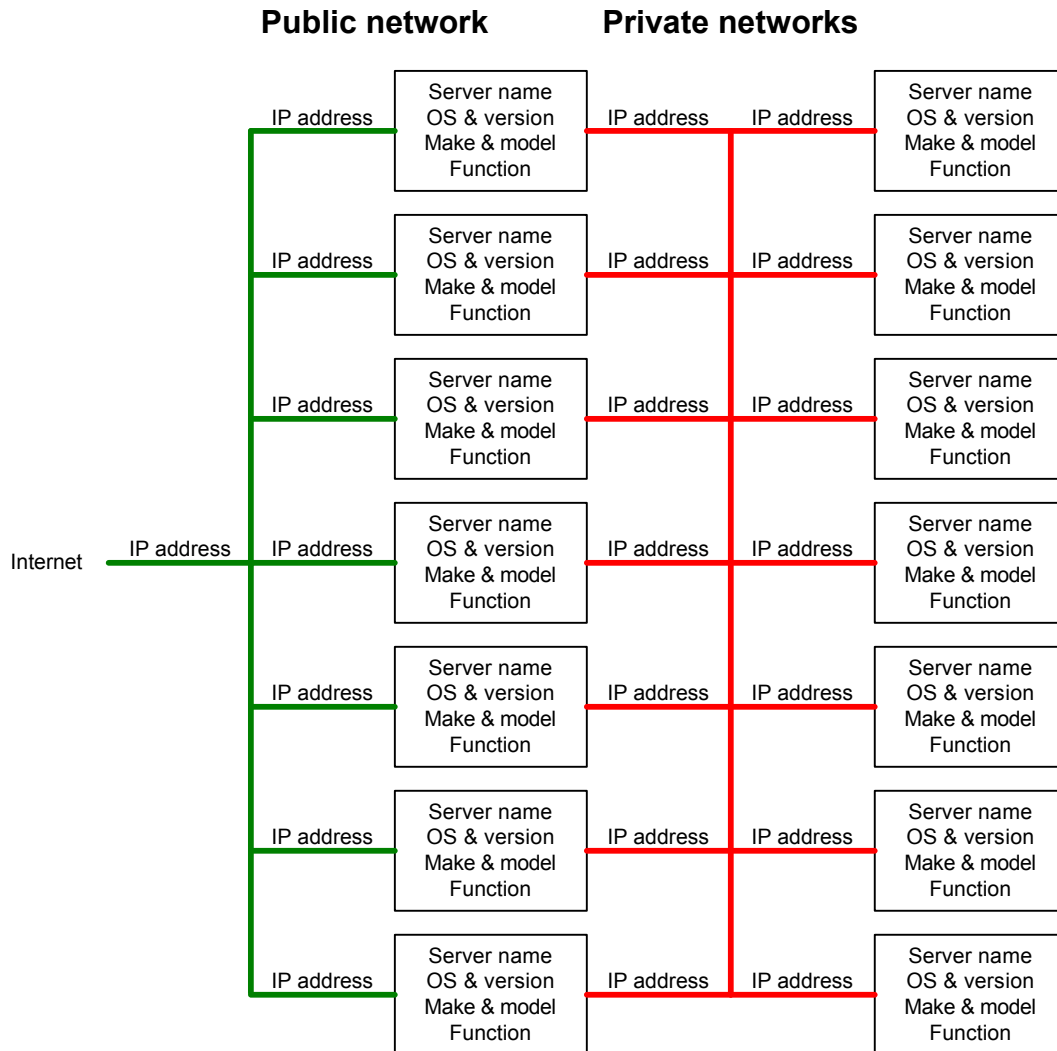 Public network
Private networks
IP address
Server name
OS & version
Make & model
Function
IP address
IP address
Server name
OS & version
Make & model
Function
IP address
Server name
OS & version
Make & model
Function
IP address
IP address
Server name
OS & version
Make & model
Function
IP address
Server name
OS & version
Make & model
Function
IP address
IP address
Server name
OS & version
Make & model
Function
Internet
IP address
IP address
Server name
OS & version
Make & model
Function
IP address
IP address
Server name
OS & version
Make & model
Function
IP address
Server name
OS & version
Make & model
Function
IP address
IP address
Server name
OS & version
Make & model
Function
IP address
Server name
OS & version
Make & model
Function
IP address
IP address
Server name
OS & version
Make & model
Function
IP address
Server name
OS & version
Make & model
Function
IP address
IP address
Server name
OS & version
Make & model
Function